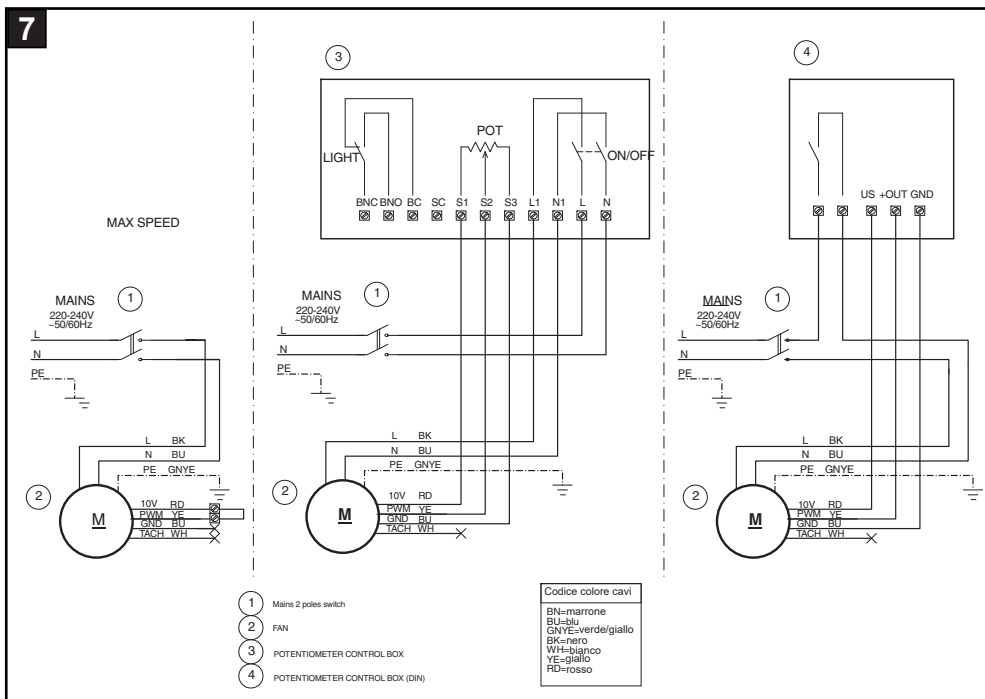 7
MAX SPEED
MAINS
220-240V
~50/60Hz
1
L
N
PE
L BK
N BU
PE GNYE
2
M
10V RD
PWM YE
GND BU
TACH WH
3
LIGHT
POT
ON/OFF
BNC BNO BC SC S1 S2 S3 L1 N1 L N
MAINS
220-240V
~50/60Hz
1
L
N
PE
L BK
N BU
PE GNYE
2
M
10V RD
PWM YE
GND BU
TACH WH
4
US +OUT GND
MAINS
220-240V
~50/60Hz
1
L
N
PE
L BK
N BU
PE GNYE
2
M
10V RD
PWM YE
GND BU
TACH WH
1 Mains 2 poles switch
2 FAN
3 POTENTIOMETER CONTROL BOX
4 POTENTIOMETER CONTROL BOX (DIN)
Codice colore cavi
BN=marrone
BU=blu
GNYE=verde/giallo
BK=nero
WH=bianco
YE=giallo
RD=rosso